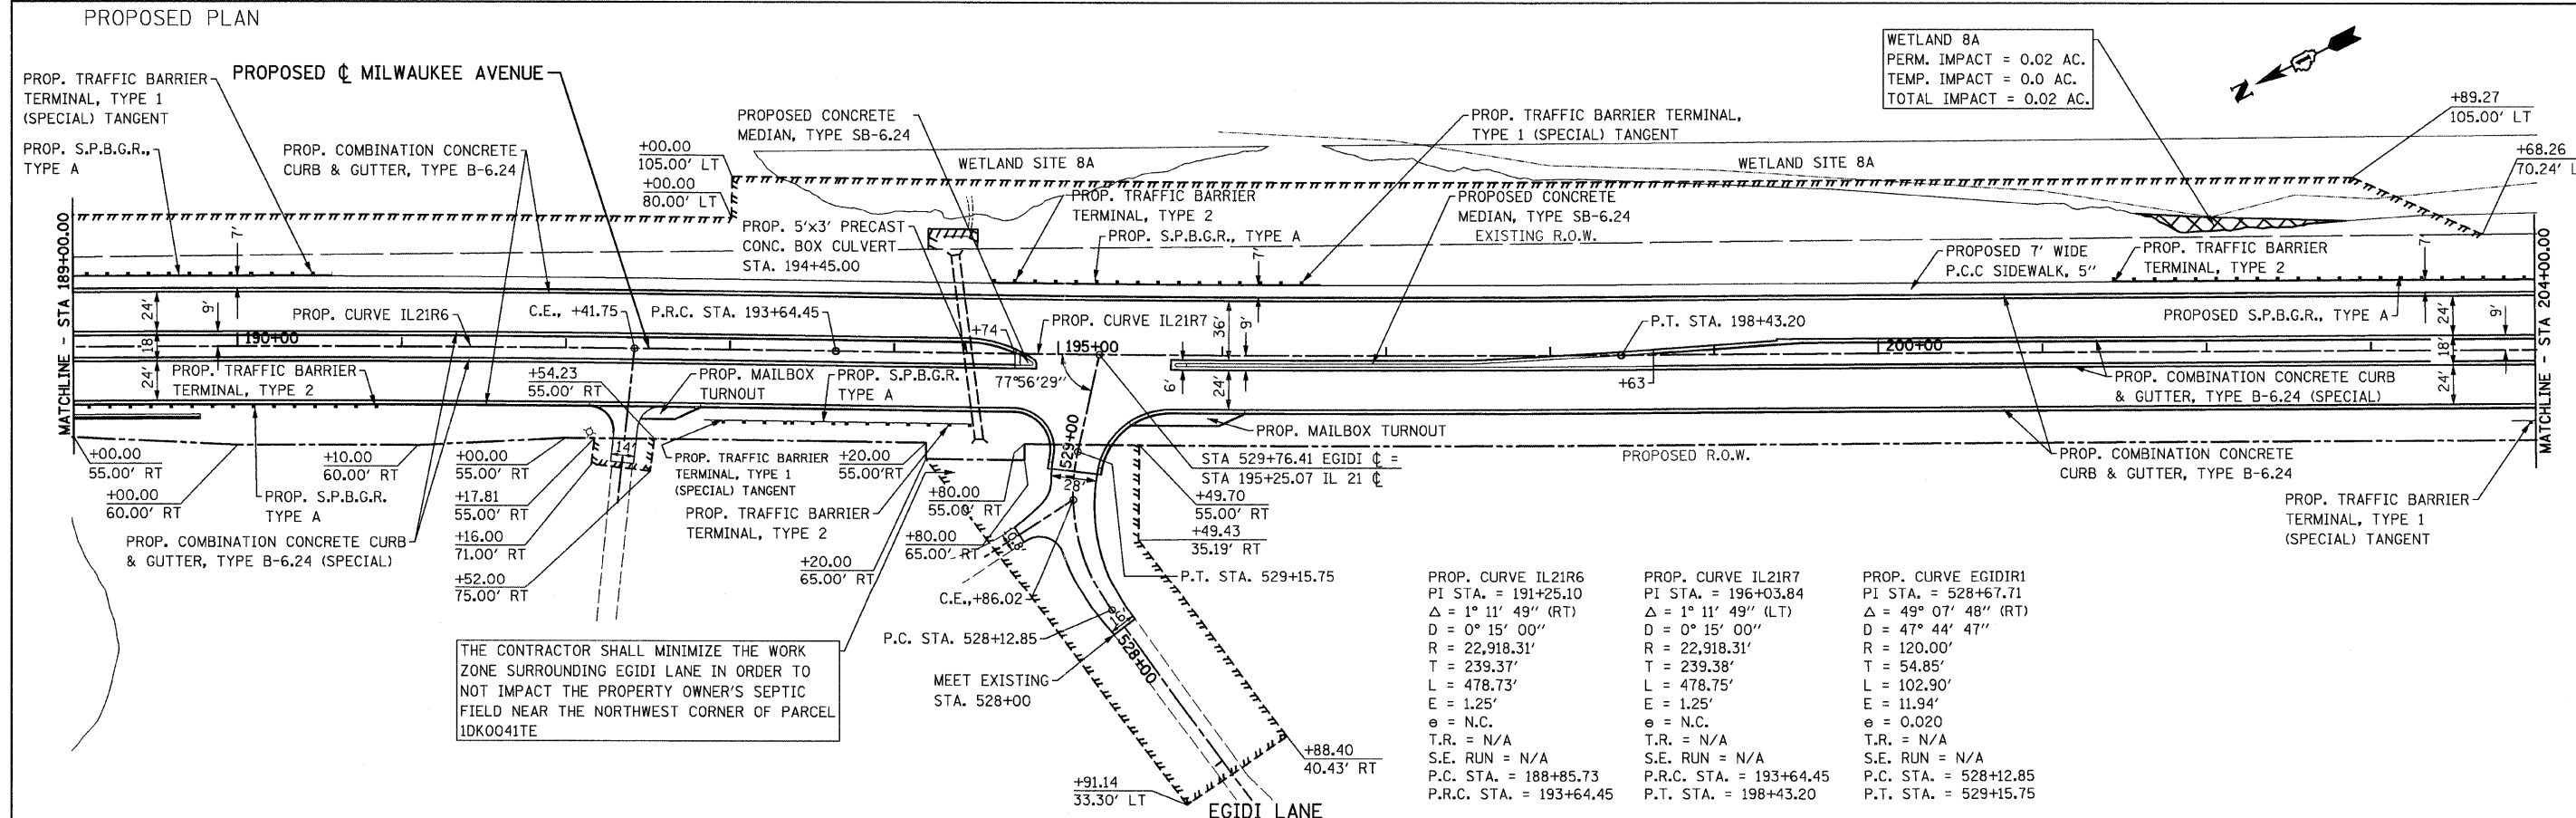 PROPOSED PLAN
PROP. TRAFFIC BARRIER
TERMINAL, TYPE 1
(SPECIAL) TANGENT
PROPOSED ℄ MILWAUKEE AVENUE
PROP. S.P.B.G.R.,
TYPE A
PROP. COMBINATION CONCRETE
CURB & GUTTER, TYPE B-6.24
+00.00
105.00' LT
+00.00
80.00' LT
PROPOSED CONCRETE
MEDIAN, TYPE SB-6.24
WETLAND SITE 8A
PROP. TRAFFIC BARRIER TERMINAL,
TYPE 1 (SPECIAL) TANGENT
WETLAND SITE 8A
WETLAND 8A
PERM. IMPACT = 0.02 AC.
TEMP. IMPACT = 0.0 AC.
TOTAL IMPACT = 0.02 AC.
N
+89.27
105.00' LT
+68.26
70.24' L
PROP. 5'x3' PRECAST
CONC. BOX CULVERT
STA. 194+45.00
PROP. TRAFFIC BARRIER
TERMINAL, TYPE 2
PROP. S.P.B.G.R., TYPE A
PROPOSED CONCRETE
MEDIAN, TYPE SB-6.24
EXISTING R.O.W.
PROPOSED 7' WIDE
P.C.C SIDEWALK, 5"
PROP. TRAFFIC BARRIER
TERMINAL, TYPE 2
7'
7'
7'
MATCHLINE - STA 189+00.00
MATCHLINE - STA 204+00.00
24'
9'
18'
24'
PROP. CURVE IL21R6
C.E., +41.75
P.R.C. STA. 193+64.45
+74
PROP. CURVE IL21R7
36'
9'
P.T. STA. 198+43.20
PROPOSED S.P.B.G.R., TYPE A
24'
9'
18'
24'
190+00
195+00
200+00
PROP. TRAFFIC BARRIER
TERMINAL, TYPE 2
+54.23
55.00' RT
PROP. MAILBOX
TURNOUT
PROP. S.P.B.G.R.
TYPE A
77°56'29"
6'
24'
+63
PROP. COMBINATION CONCRETE CURB
& GUTTER, TYPE B-6.24 (SPECIAL)
PROP. MAILBOX TURNOUT
+00.00
55.00' RT
+00.00
60.00' RT
+10.00
60.00' RT
PROP. S.P.B.G.R.
TYPE A
+00.00
55.00' RT
+17.81
55.00' RT
+16.00
71.00' RT
+52.00
75.00' RT
14'
PROP. TRAFFIC BARRIER
TERMINAL, TYPE 1
(SPECIAL) TANGENT
PROP. TRAFFIC BARRIER
TERMINAL, TYPE 2
+20.00
55.00'RT
+20.00
65.00' RT
+80.00
55.00' RT
+80.00
65.00' RT
529+00
28'
STA 529+76.41 EGIDI ℄ =
STA 195+25.07 IL 21 ℄
+49.70
55.00' RT
+49.43
35.19' RT
P.T. STA. 529+15.75
PROPOSED R.O.W.
PROP. COMBINATION CONCRETE
CURB & GUTTER, TYPE B-6.24
PROP. TRAFFIC BARRIER
TERMINAL, TYPE 1
(SPECIAL) TANGENT
PROP. COMBINATION CONCRETE CURB
& GUTTER, TYPE B-6.24 (SPECIAL)
C.E.,+86.02
P.C. STA. 528+12.85
528+00
MEET EXISTING
STA. 528+00
THE CONTRACTOR SHALL MINIMIZE THE WORK
ZONE SURROUNDING EGIDI LANE IN ORDER TO
NOT IMPACT THE PROPERTY OWNER'S SEPTIC
FIELD NEAR THE NORTHWEST CORNER OF PARCEL
1DK0041TE
+91.14
33.30' LT
+88.40
40.43' RT
EGIDI LANE
PROP. CURVE IL21R6
PI STA. = 191+25.10
Δ = 1° 11' 49" (RT)
D = 0° 15' 00"
R = 22,918.31'
T = 239.37'
L = 478.73'
E = 1.25'
e = N.C.
T.R. = N/A
S.E. RUN = N/A
P.C. STA. = 188+85.73
P.R.C. STA. = 193+64.45
PROP. CURVE IL21R7
PI STA. = 196+03.84
Δ = 1° 11' 49" (LT)
D = 0° 15' 00"
R = 22,918.31'
T = 239.38'
L = 478.75'
E = 1.25'
e = N.C.
T.R. = N/A
S.E. RUN = N/A
P.R.C. STA. = 193+64.45
P.T. STA. = 198+43.20
PROP. CURVE EGIDIR1
PI STA. = 528+67.71
Δ = 49° 07' 48" (RT)
D = 47° 44' 47"
R = 120.00'
T = 54.85'
L = 102.90'
E = 11.94'
e = 0.020
T.R. = N/A
S.E. RUN = N/A
P.C. STA. = 528+12.85
P.T. STA. = 529+15.75